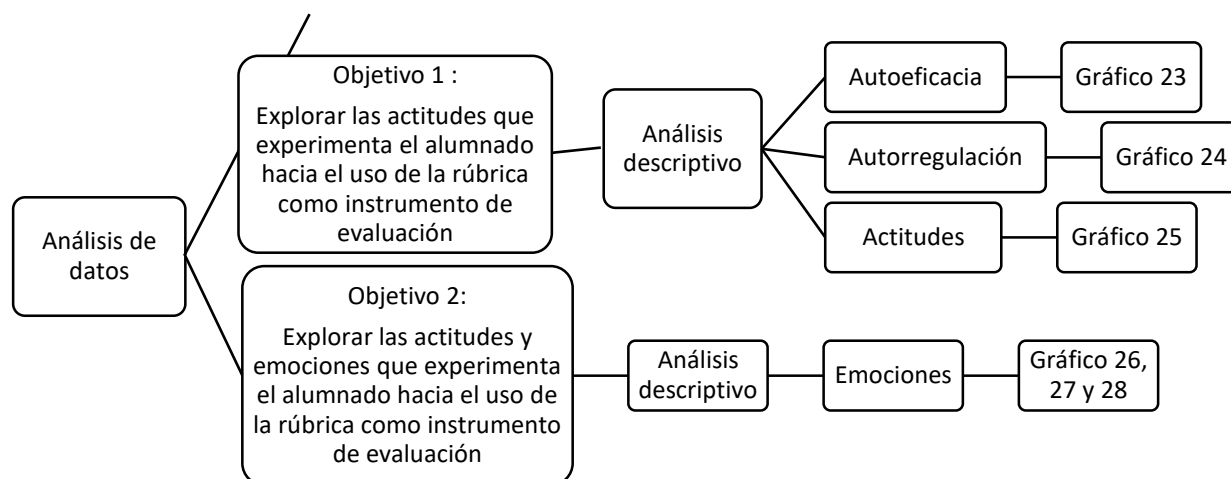 Análisis de
datos
Objetivo 1 :
Explorar las actitudes que
experimenta el alumnado
hacia el uso de la rúbrica
como instrumento de
evaluación
Análisis
descriptivo
Autoeficacia
Gráfico 23
Autorregulación
Gráfico 24
Actitudes
Gráfico 25
Objetivo 2:
Explorar las actitudes y
emociones que experimenta
el alumnado hacia el uso de
la rúbrica como instrumento
de evaluación
Análisis
descriptivo
Emociones
Gráfico 26,
27 y 28